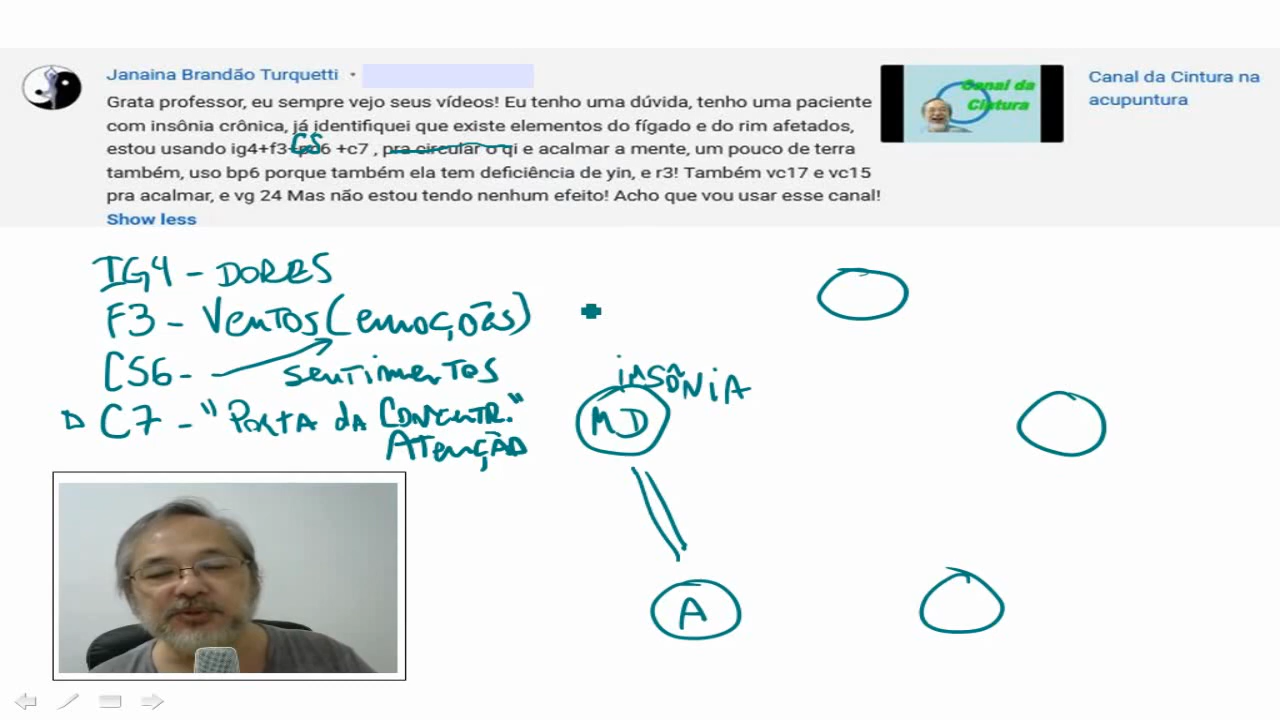 Janaina Brandão Turquetti •
Grata professor, eu sempre vejo seus vídeos! Eu tenho uma dúvida, tenho uma paciente
com insônia crônica, já identifiquei que existe elementos do fígado e do rim afetados,
estou usando ig4+f3+pc6 +c7 , pra circular o qi e acalmar a mente, um pouco de terra
CS
também, uso bp6 porque também ela tem deficiência de yin, e r3! Também vc17 e vc15
pra acalmar, e vg 24 Mas não estou tendo nenhum efeito! Acho que vou usar esse canal!
Show less
Canal da
Cintura
Canal da Cintura na
acupuntura
IG4 - DORES
F3 - Ventos (emoções)
CS6 - sentimentos
C7 - "Porta da Concentr."
Atenção
insônia
MD
A